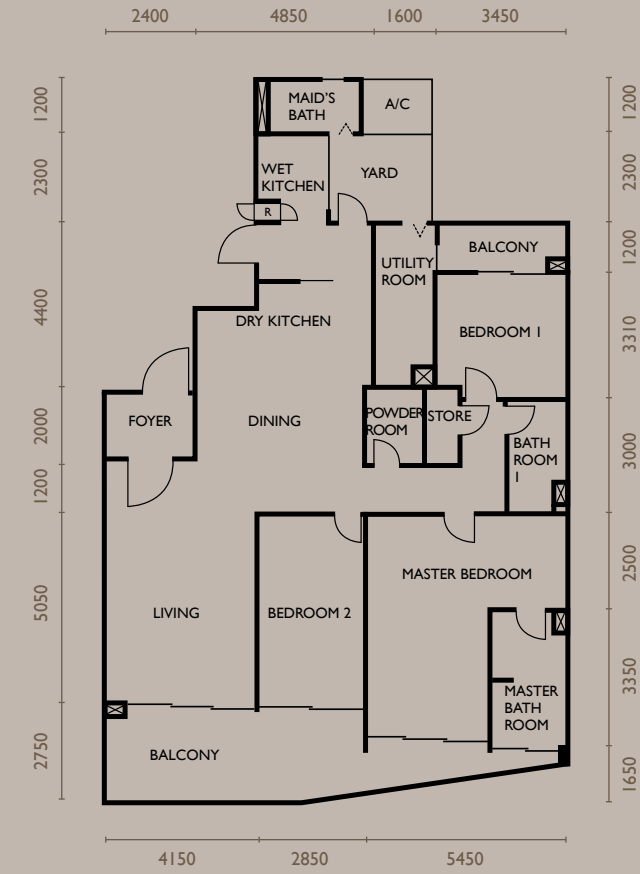 2400 4850 1600 3450
1200
2300
4400
2000
1200
5050
2750
1200
2300
1200
3310
3000
2500
3350
1650
MAID'S
BATH
A/C
WET
KITCHEN
YARD
R
UTILITY
ROOM
BALCONY
DRY KITCHEN
BEDROOM 1
FOYER
DINING
POWDER
ROOM
STORE
BATH
ROOM
1
MASTER BEDROOM
LIVING
BEDROOM 2
MASTER
BATH
ROOM
BALCONY
4150 2850 5450